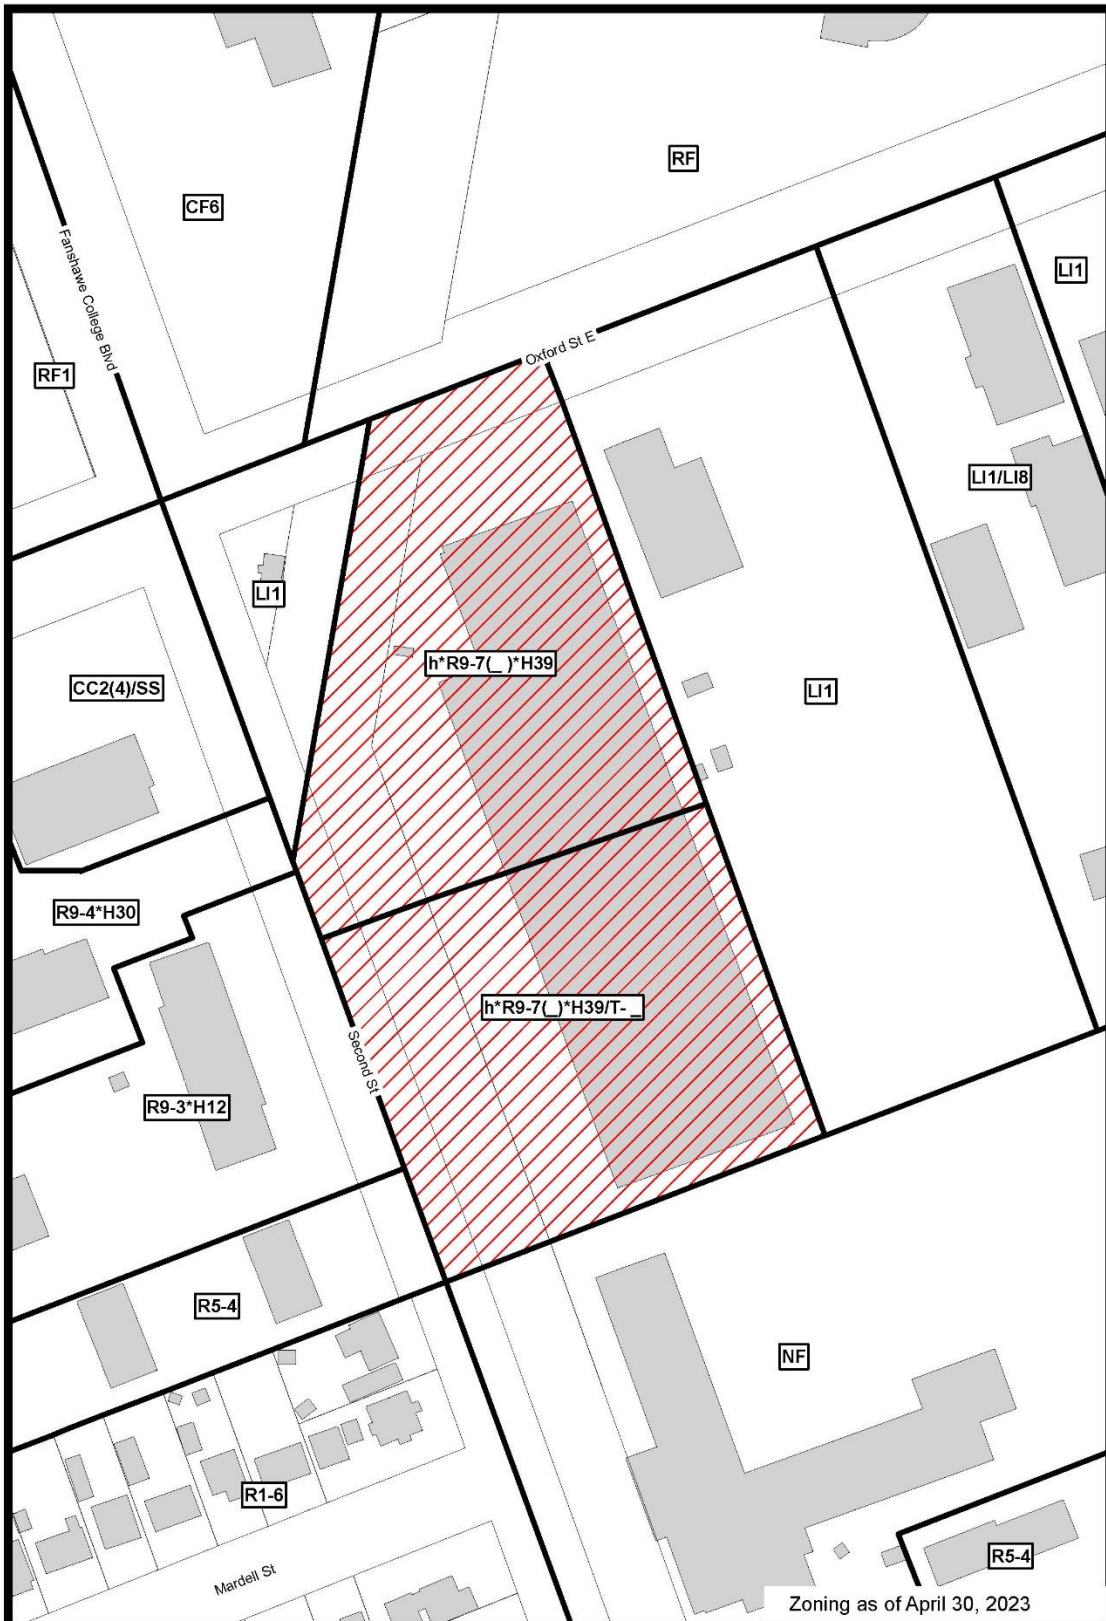 RF
CF6
Fanshawe College Blvd
LI1
Oxford St E
RF1
LI1/LI8
LI1
h*R9-7(_ )*H39
CC2(4)/SS
LI1
R9-4*H30
h*R9-7(_)*H39/T- _
Second St
R9-3*H12
R5-4
NF
R1-6
R5-4
Mardell St
Zoning as of April 30, 2023